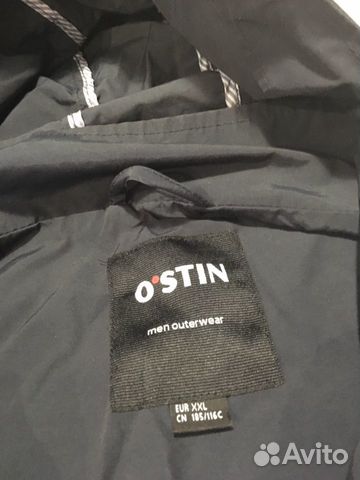 O'STIN
men outerwear
EUR XXL
CN 185/116C
Avito